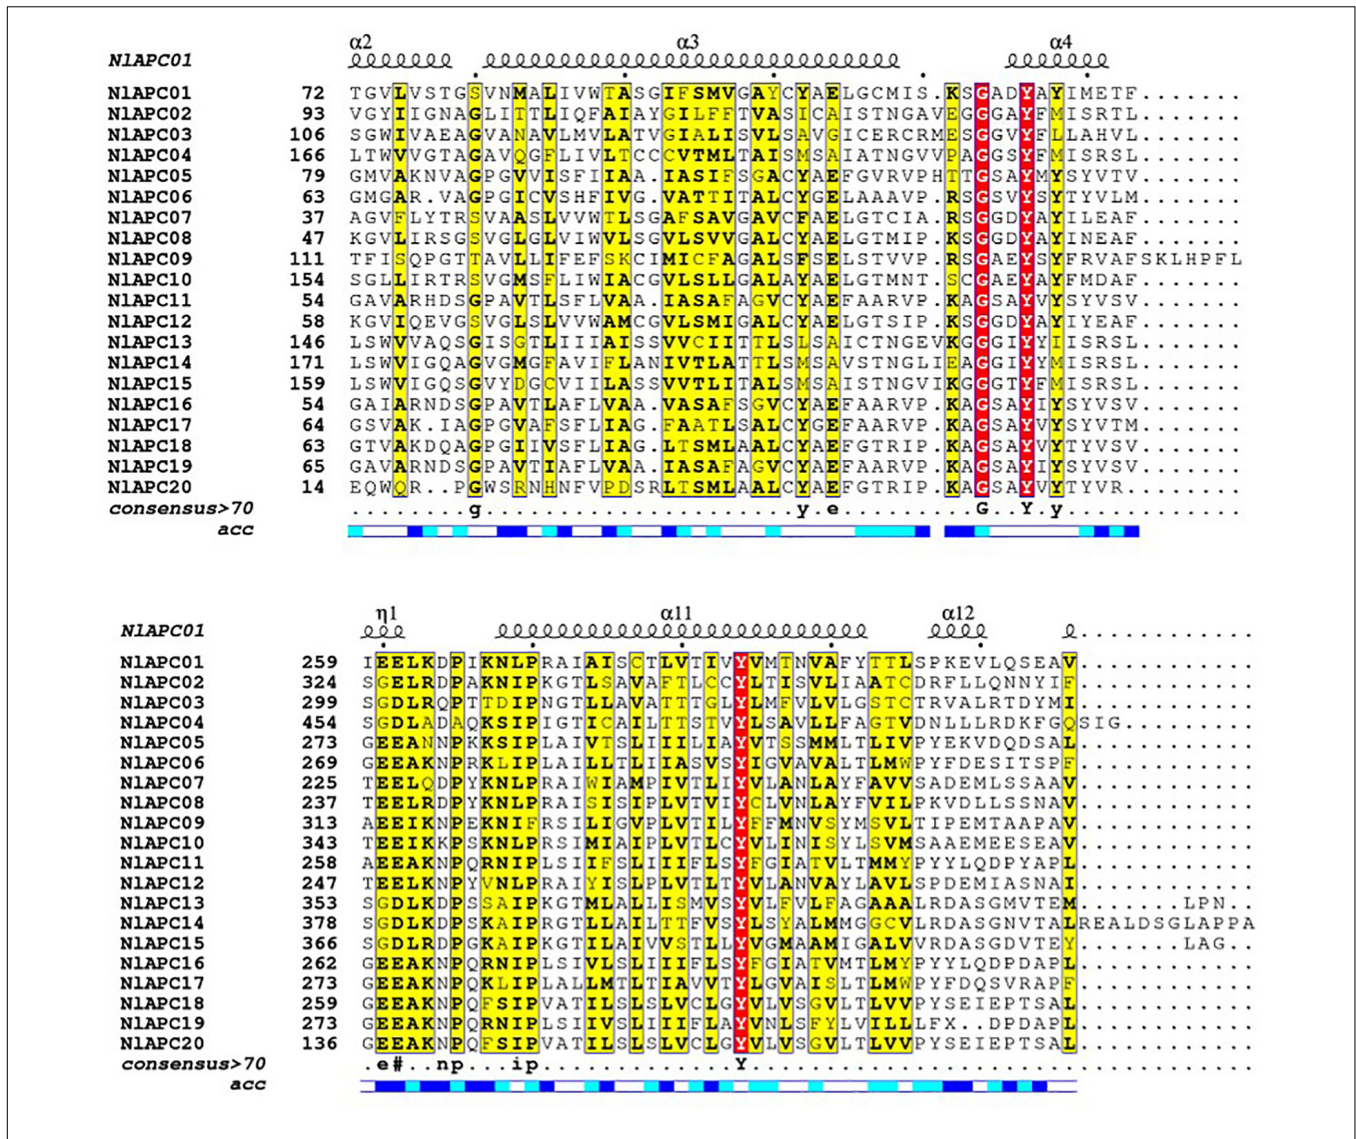 α2 α3 α4
NlAPC01
NlAPC01 72 TGVLVSTGSVNMALIVWTASGIFSMVGAYCYAELGCMIS.KSGADYAYIMETF.......
NlAPC02 93 VGYIIGNAGLITTLIQFAIAYGILFFTVASICAISTNGAVEGGGAYFMISRTL.......
NlAPC03 106 SGWIVAEAGVANAVLMVLATVGIALISVLSAVGICERCRMESGGVYFLLAHVL.......
NlAPC04 166 LTWVVGTAGAVQGFLIVLTCCCVTMLTAISMSAIATNGVVPAGGSYFMISRSL.......
NlAPC05 79 GMVAKNVAGPGVVISFIIAA.IASIFSGACYAEFGVRVPHTTGSAYMYSYVTV.......
NlAPC06 63 GMGAR.VAGPGICVSHFIVG.VATTITALCYGELAAAVP.RSGSVYSYTYVLM.......
NlAPC07 37 AGVFLYTRSVAASLVVWTLSGAFSAVGAVCFAELGTCIA.RSGGDYAYILEAF.......
NlAPC08 47 KGVLIRSGSVGLGLVIWVLSGVLSVVGALCYAELGTMIP.KSGGDYAYINEAF.......
NlAPC09 111 TFISQPGTTAVLLIFEFSKCIMICFAGALSFSELSTVVP.RSGAEYSYFRVAFSKLHPFL
NlAPC10 154 SGLLIRTRSVGMSFLIWIACGVLSLLGALAYAELGTMNT.SCGAEYAYFMDAF.......
NlAPC11 54 GAVARHDSGPAVTLSFLVAA.IASAFAGVCYAEFAARVP.KAGSAYVYSYVSV.......
NlAPC12 58 KGVIQEVGSVGLSLVVWAMCGVLSMIGALCYAELGTSIP.KSGGDYAYIYEAF.......
NlAPC13 146 LSWVVAQSGISGTLIIIAISSVVCIITTLSLSAICTNGEVKGGGIYYIISRSL.......
NlAPC14 171 LSWVIGQAGVGMGFAVIFLANIVTLATTLSMSAVSTNGLIEAGGIYYMISRSL.......
NlAPC15 159 LSWVIGQSGVYDGCVIILASSVVTLITALSMSAISTNGVIKGGGTYFMISRSL.......
NlAPC16 54 GAIARNDSGPAVTLAFLVAA.VASAFSGVCYAEFAARVP.KAGSAYIYSYVSV.......
NlAPC17 64 GSVAK.IAGPGVAFSFLIAG.FAATLSALCYGEFAARVP.KAGSAYIYSYVTM.......
NlAPC18 63 GTVAKDQAGPGIIVSFLIAG.LTSMLAALCYAEFGTRIP.KAGSAYVYTYVSV.......
NlAPC19 65 GAVARNDSGPAVTIAFLVAA.IASAFAGVCYAEFAARVP.KAGSAYIYSYVSV.......
NlAPC20 14 EQWQR..PGWSRNHNFVPDSRLTSMLAALCYAEFGTRIP.KAGSAYVYTYVR........
consensus>70 ........g.....................y.e.........G..Y.y............
acc
η1 α11 α12
NlAPC01
NlAPC01 259 IEELKDPIKNLPRAIAISCTLVTIVYVMTNVAFYTTLSPKEVLQSEAV............
NlAPC02 324 SGELRDPAKNIPKGTLSAVAFTLCCYLTISVLIAATCDRFLLQNNYIF............
NlAPC03 299 SGDLRQPTTDIPNGTLLAVATTTGLYLMFVLVLGSTCTRVALRTDYMI............
NlAPC04 454 SGDLADAQKSIPIGTICAILTTSTVYLSAVLLFAGTVDNLLLRDKFGQSIG.........
NlAPC05 273 GEEANNPKKSIPLAIVTSLIIILIAYVTSSMMLTLIVPYEKVDQDSAL............
NlAPC06 269 GEEAKNPRKLIPLAILLTLIIASVSYIGVAVALTLMWPYFDESITSPF............
NlAPC07 225 TEELQDPYKNLPRAIWIAMPIVTLIYVLANLAYFAVVSADEMLSSAAV............
NlAPC08 237 TEELRDPYKNLPRAISISIPLVTVIYCLVNLAYFVILPKVDLLSSNAV............
NlAPC09 313 AEEIKNPEKNIFRSILIGVPLVTILYFFMNVSYMSVLTIPEMTAAPAV............
NlAPC10 343 TEEIKKPSKNLPRSIMIAIPLVTLCYVLINISYLSVMSAAEMEESEAV............
NlAPC11 258 AEEAKNPQRNIPLSIIFSLIIIFLSYFGIATVLTMMYPYYLQDPYAPL............
NlAPC12 247 TEELKNPYVNLPRAIYISLPLVTLTYVLANVAYLAVLSPDEMIASNAI............
NlAPC13 353 SGDLKDPSSAIPKGTMLALLISMVSYVLFVLFAGAAALRDASGMVTEM.......LPN..
NlAPC14 378 SGDLKDPSKAIPRGTLLAILTTFVSYLSYALMMGGCVLRDASGNVTALREALDSGLAPPA
NlAPC15 366 SGDLRDPGKAIPKGTILAIVVSTLLYVGMAAMIGALVVRDASGDVTEY.......LAG..
NlAPC16 262 GEEAKNPQRNIPLSIVLSLIIIFLSYFGIATVMTLMYPYYLQDPDAPL............
NlAPC17 273 GEEAKNPQKLIPLALLMTLTIAVVTYLGVAISLTLMWPYFDQSVRAPF............
NlAPC18 259 GEEAKNPQFSIPVATILSLSLVCLGYVLVSGVLTLVVPYSEIEPTSAL............
NlAPC19 273 GEEAKNPQRNIPLSIIVSLIIIFLAYVNLSFYLVILLLFX..DPDAPL............
NlAPC20 136 GEEAKNPQFSIPVATILSLSLVCLGYVLVSGVLTLVVPYSEIEPTSAL............
consensus>70 .e#..np...ip.............Y..................................
acc